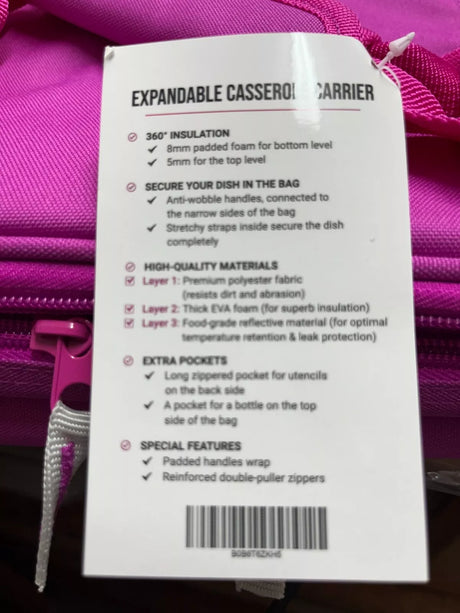 EXPANDABLE CASSEROLE CARRIER
360° INSULATION
8mm padded foam for bottom level
5mm for the top level
SECURE YOUR DISH IN THE BAG
Anti-wobble handles, connected to
the narrow sides of the bag
Stretchy straps inside secure the dish
completely
HIGH-QUALITY MATERIALS
Layer 1: Premium polyester fabric
(resists dirt and abrasion)
Layer 2: Thick EVA foam (for superb insulation)
Layer 3: Food-grade reflective material (for optimal
temperature retention & leak protection)
EXTRA POCKETS
Long zippered pocket for utencils
on the back side
A pocket for a bottle on the top
side of the bag
SPECIAL FEATURES
Padded handles wrap
Reinforced double-puller zippers